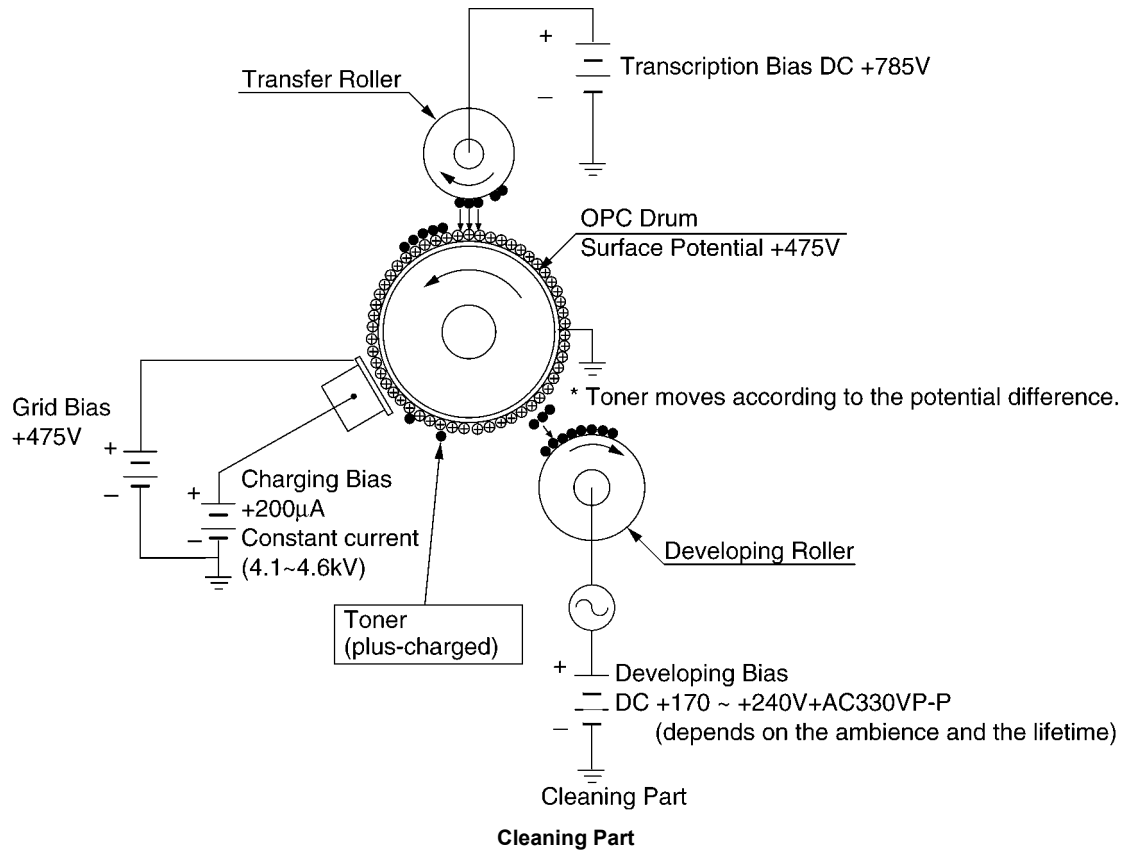 +
Transcription Bias DC +785V
–
Transfer Roller
OPC Drum
Surface Potential +475V
* Toner moves according to the potential difference.
Grid Bias
+475V
+
–
Charging Bias
+
+200μA
–
Constant current
(4.1~4.6kV)
Developing Roller
Toner
(plus-charged)
+
Developing Bias
DC +170 ~ +240V+AC330VP-P
–
(depends on the ambience and the lifetime)
Cleaning Part
Cleaning Part